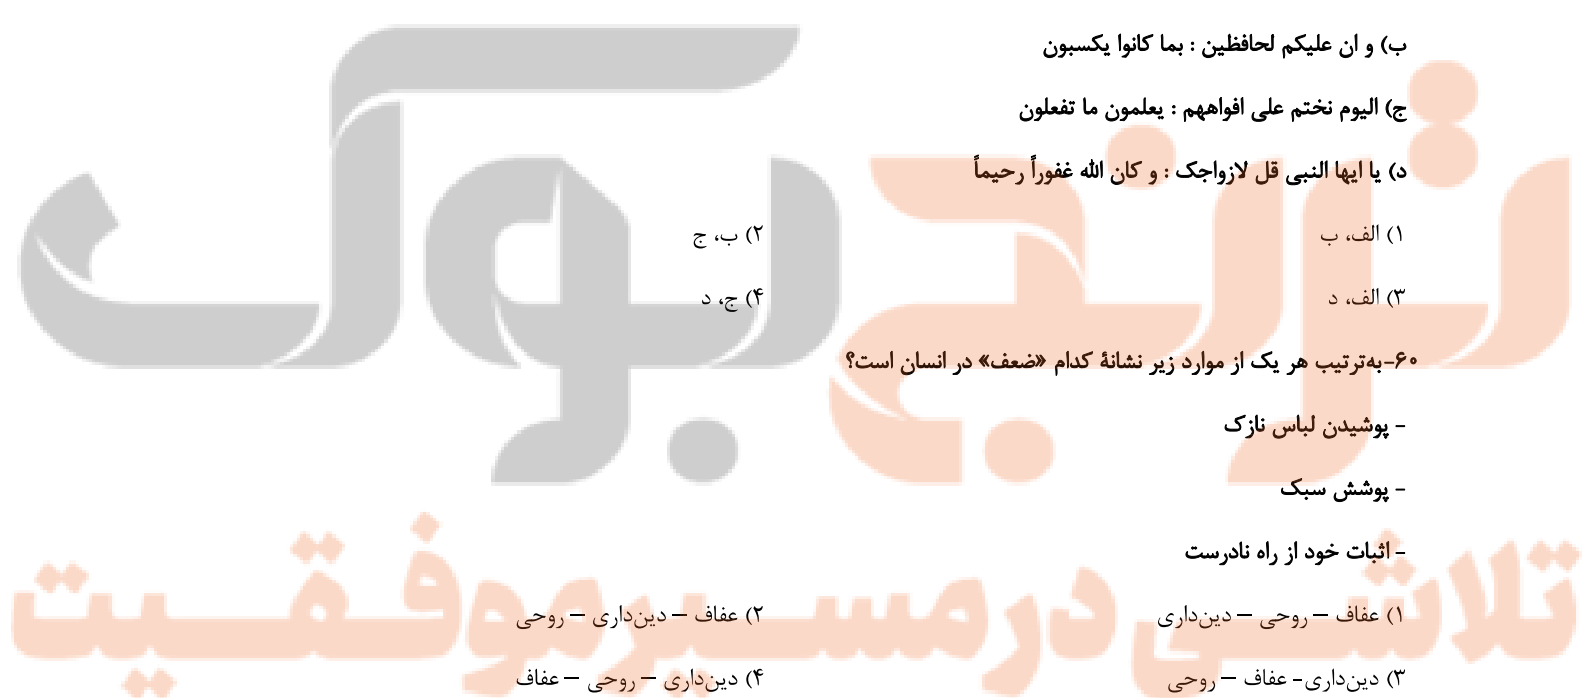 ب) و ان علیکم لحافظین : بما کانوا یکسبون
ج) الیوم نختم علی افواههم : یعلمون ما تفعلون
د) یا ایها النبی قل لازواجک : و کان الله غفوراً رحیماً
۱) الف، ب ۲) ب، ج
۳) الف، د ۴) ج، د
۶۰-به‌ترتیب هر یک از موارد زیر نشانهٔ کدام «ضعف» در انسان است؟
- پوشیدن لباس نازک
- پوشش سبک
- اثبات خود از راه نادرست
۱) عفاف – روحی – دین‌داری ۲) عفاف – دین‌داری – روحی
۳) دین‌داری- عفاف – روحی ۴) دین‌داری – روحی – عفاف
ترنج بوک
تلاشی در مسیر موفقیت